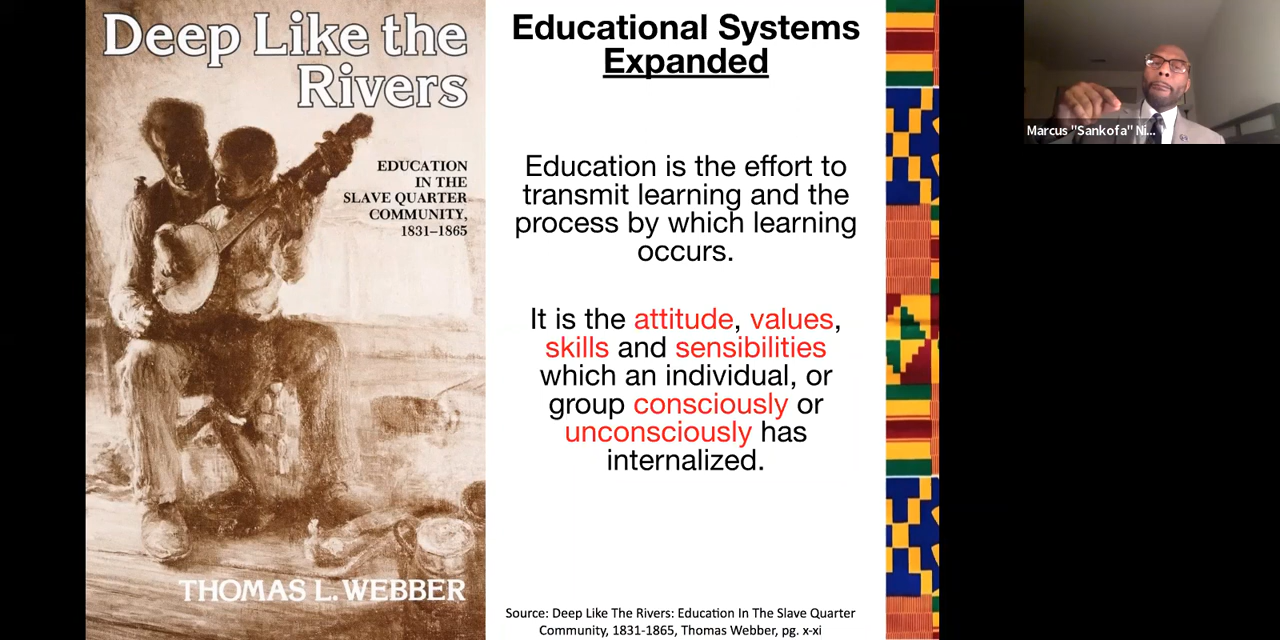 Deep Like the
Rivers
EDUCATION
IN THE
SLAVE QUARTER
COMMUNITY,
1831–1865
THOMAS L. WEBBER
Educational Systems
Expanded
Education is the effort to
transmit learning and the
process by which learning
occurs.
It is the attitude, values,
skills and sensibilities
which an individual, or
group consciously or
unconsciously has
internalized.
Source: Deep Like The Rivers: Education In The Slave Quarter
Community, 1831-1865, Thomas Webber, pg. x-xi
Marcus "Sankofa" Ni...